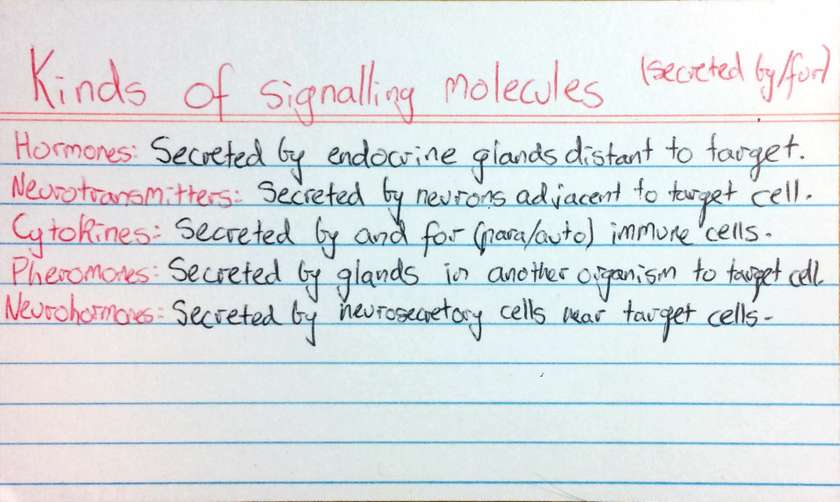 Kinds of signalling molecules (secreted by/for)
Hormones: Secreted by endocrine glands distant to target.
Neurotransmitters: Secreted by neurons adjacent to target cell.
Cytokines: Secreted by and for (para/auto) immune cells.
Pheromones: Secreted by glands in another organism to target cell.
Neurohormones: Secreted by neurosecretory cells near target cells.